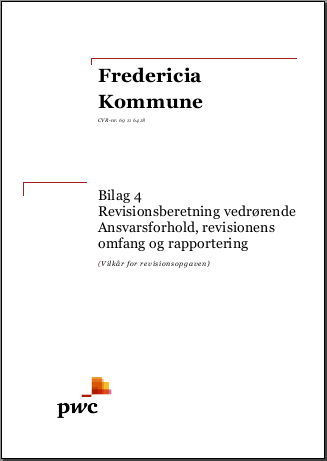 Fredericia
Kommune
CVR-nr. 69 11 64 18
Bilag 4
Revisionsberetning vedrørende
Ansvarsforhold, revisionens
omfang og rapportering
(Vilkår for revisionsopgaven)
pwc